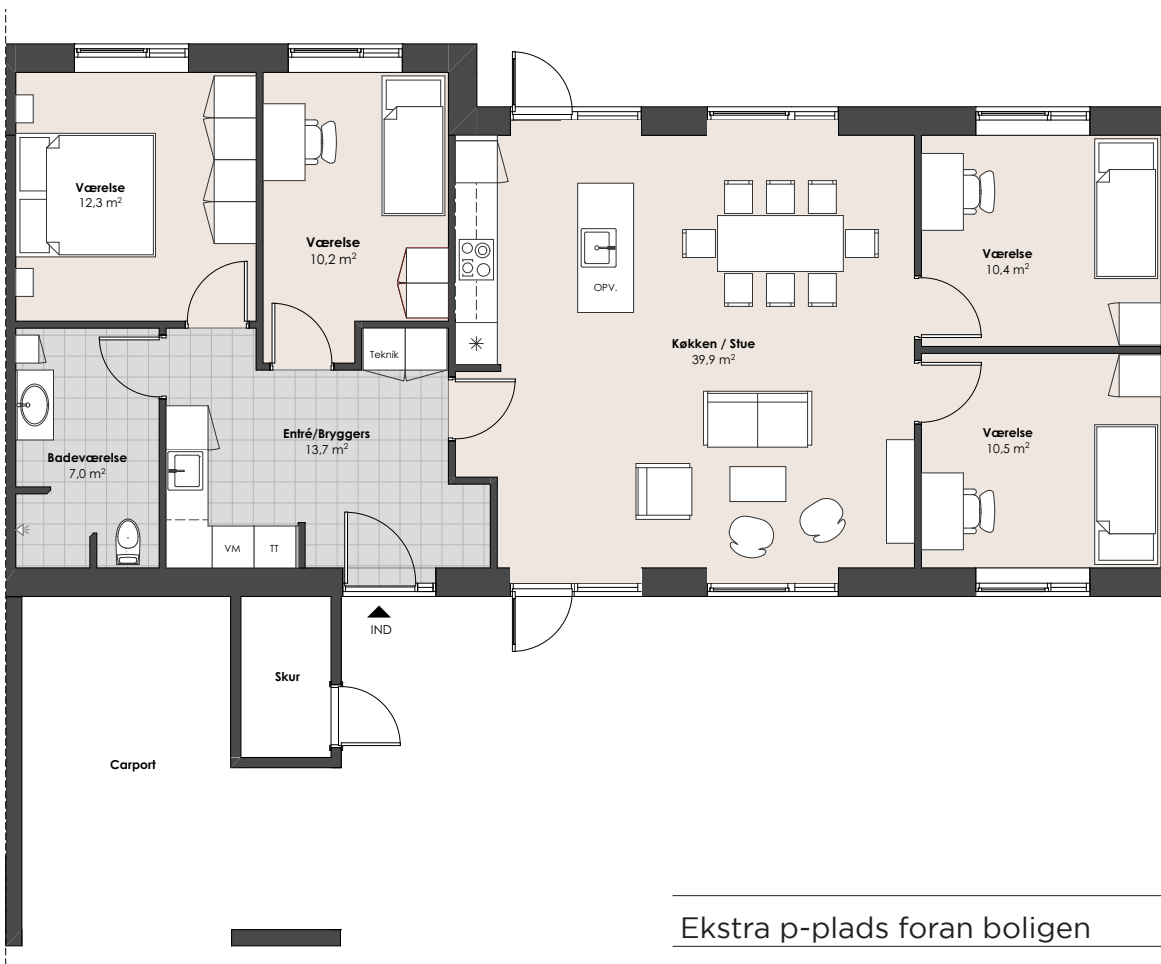 Værelse
12,3 m²
Værelse
10,2 m²
OPV.
Værelse
10,4 m²
Køkken / Stue
39,9 m²
Teknik
Entré/Bryggers
13,7 m²
Værelse
10,5 m²
Badeværelse
7,0 m²
VM
TT
IND
Skur
Carport
Ekstra p-plads foran boligen